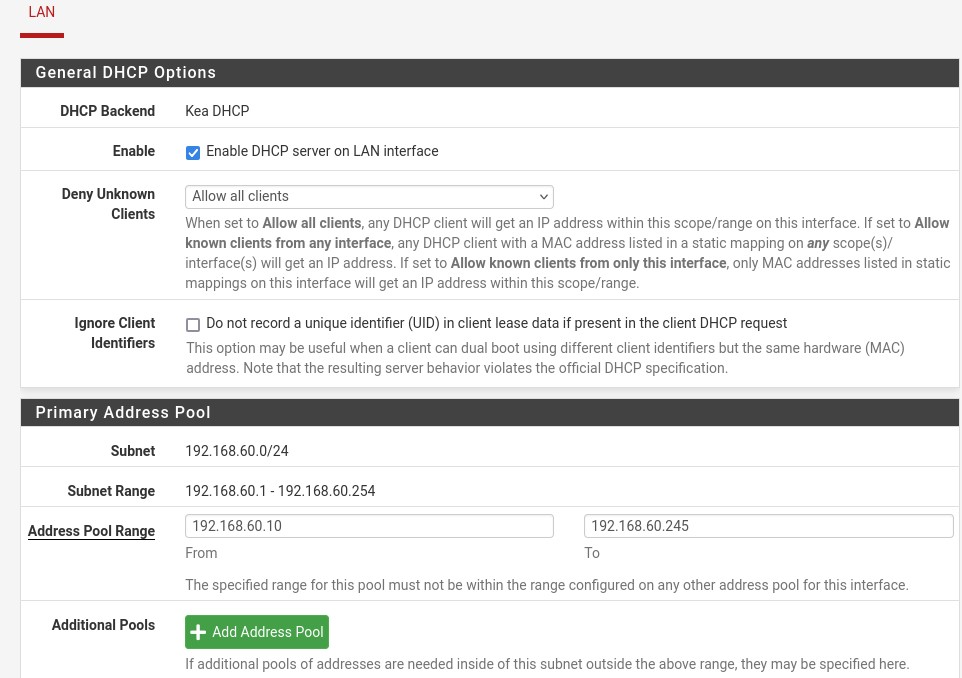 LAN
General DHCP Options
DHCP Backend
Kea DHCP
Enable
Enable DHCP server on LAN interface
Deny Unknown
Clients
Allow all clients
When set to Allow all clients, any DHCP client will get an IP address within this scope/range on this interface. If set to Allow
known clients from any interface, any DHCP client with a MAC address listed in a static mapping on any scope(s)/
interface(s) will get an IP address. If set to Allow known clients from only this interface, only MAC addresses listed in static
mappings on this interface will get an IP address within this scope/range.
Ignore Client
Identifiers
Do not record a unique identifier (UID) in client lease data if present in the client DHCP request
This option may be useful when a client can dual boot using different client identifiers but the same hardware (MAC)
address. Note that the resulting server behavior violates the official DHCP specification.
Primary Address Pool
Subnet
192.168.60.0/24
Subnet Range
192.168.60.1 - 192.168.60.254
Address Pool Range
192.168.60.10
192.168.60.245
From
To
The specified range for this pool must not be within the range configured on any other address pool for this interface.
Additional Pools
Add Address Pool
If additional pools of addresses are needed inside of this subnet outside the above range, they may be specified here.